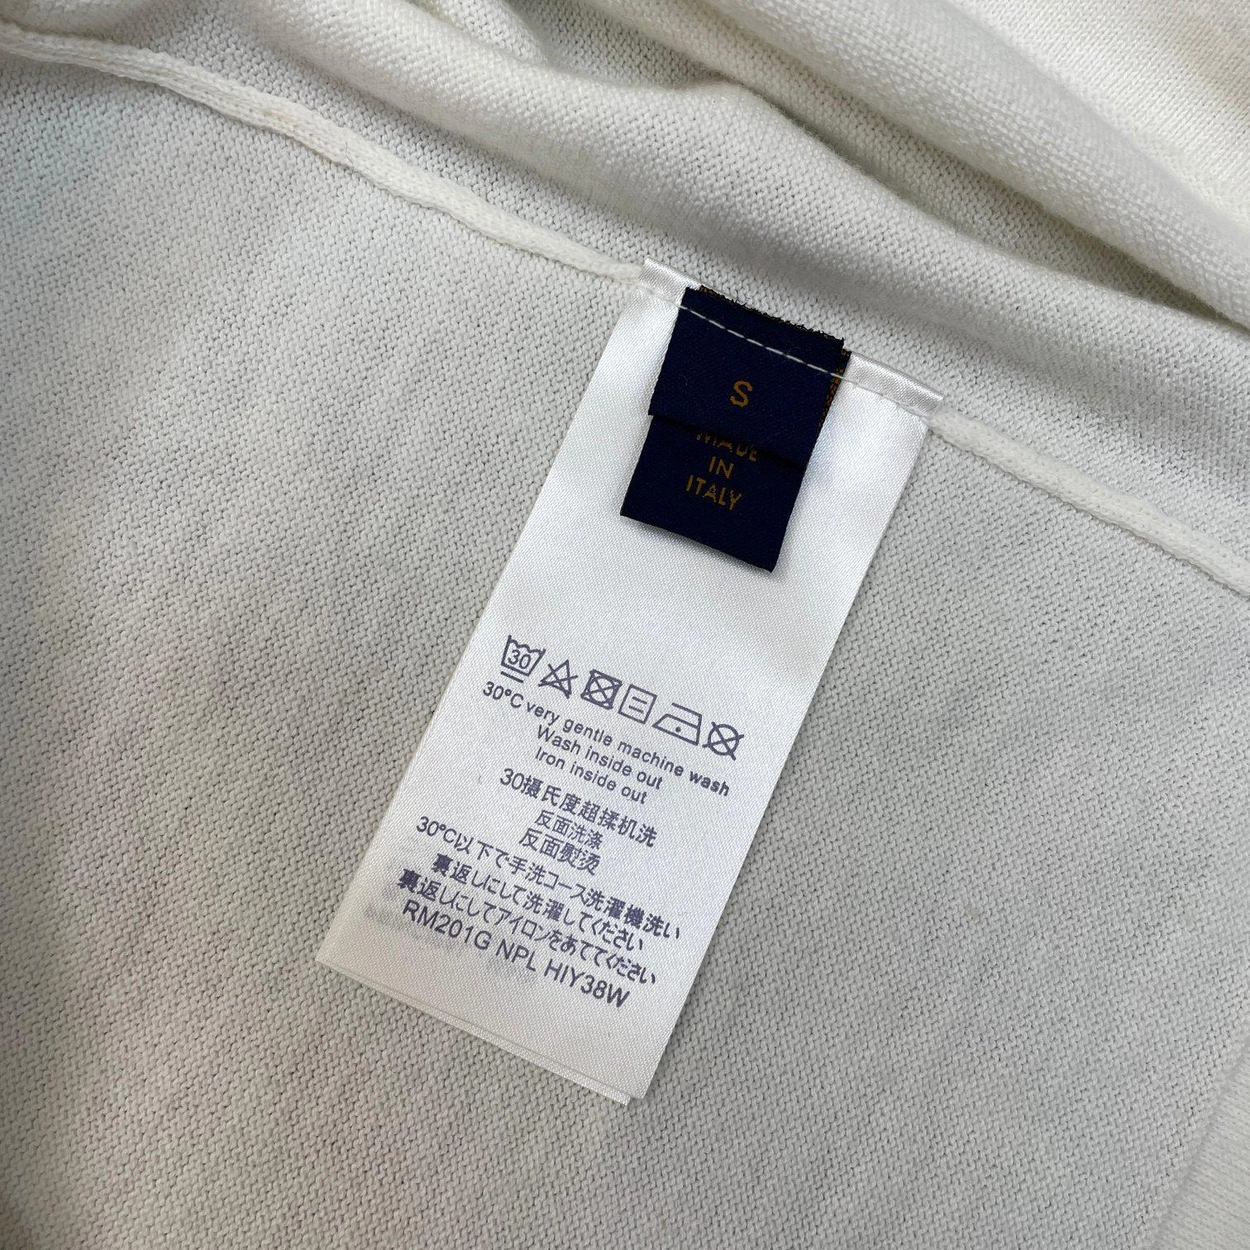 S
MADE
IN
ITALY
30
30°C very gentle machine wash
Wash inside out
Iron inside out
30摄氏度超揉机洗
反面洗涤
反面熨烫
30°C以下で手洗コース洗濯機洗い
裏返しにして洗濯してください
裏返しにしてアイロンをあててください
RM201G NPL HIY38W